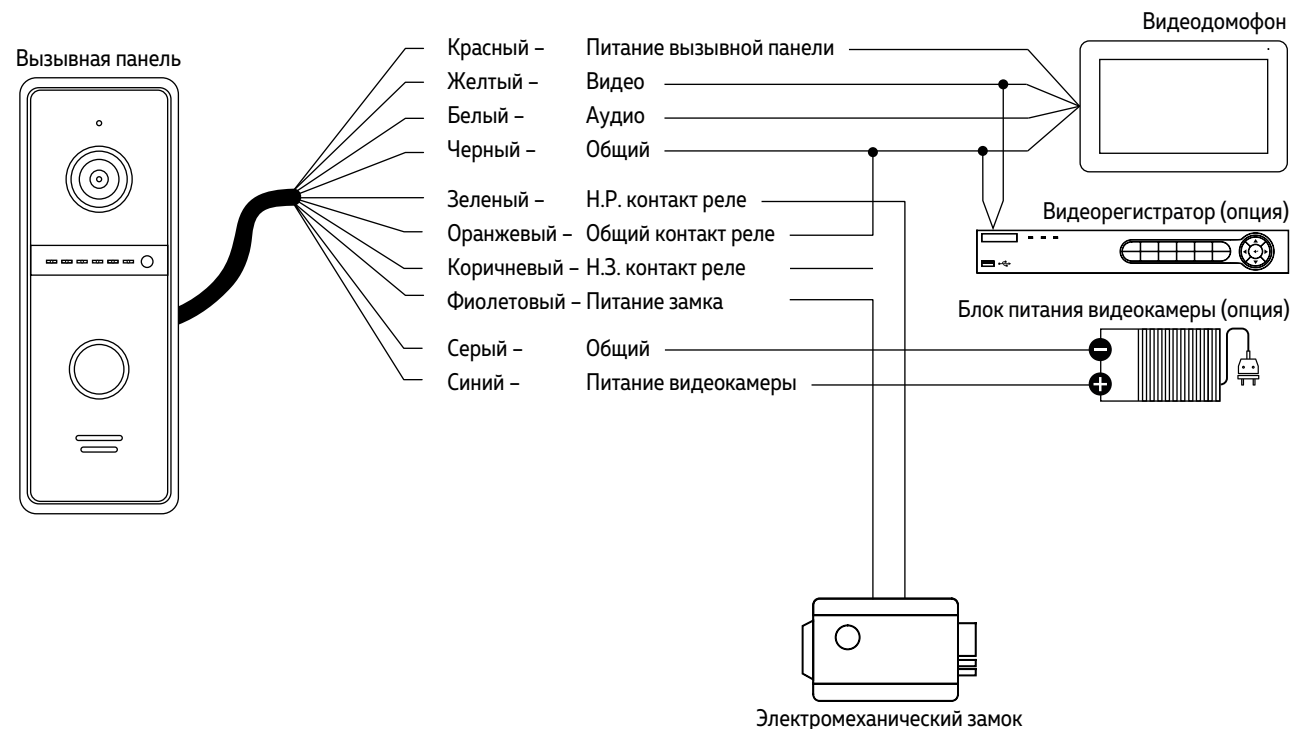 Видеодомофон
Вызывная панель
Красный – Питание вызывной панели
Желтый – Видео
Белый – Аудио
Черный – Общий
Зеленый – Н.Р. контакт реле
Оранжевый – Общий контакт реле
Коричневый – Н.З. контакт реле
Фиолетовый – Питание замка
Серый – Общий
Синий – Питание видеокамеры
Видеорегистратор (опция)
Блок питания видеокамеры (опция)
Электромеханический замок